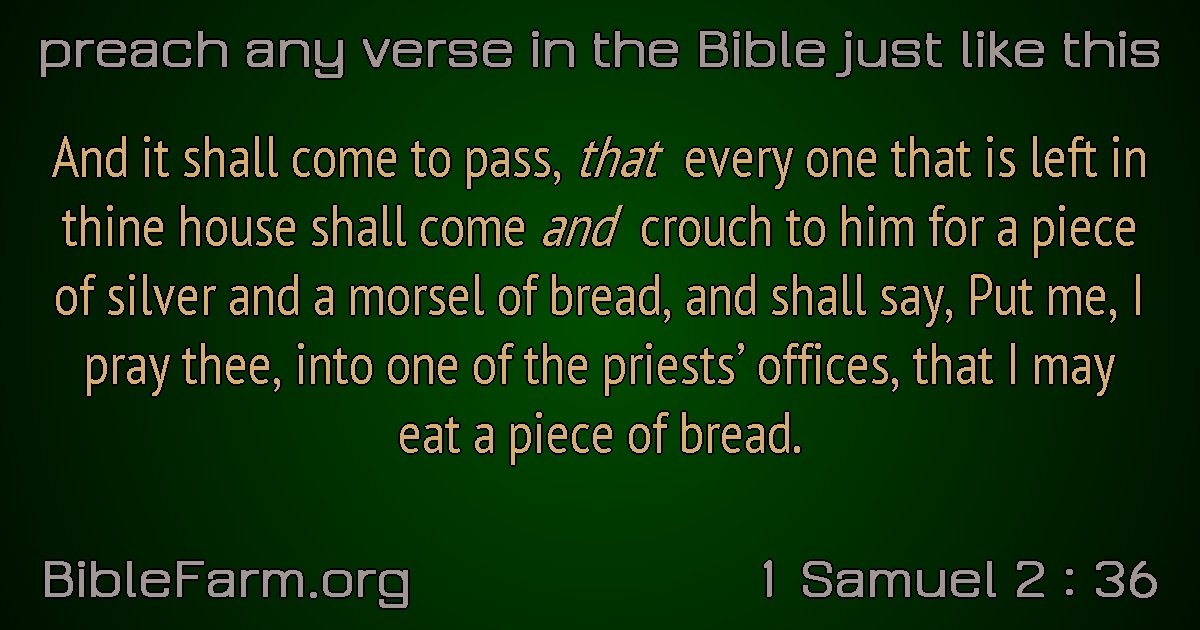 preach any verse in the Bible just like this
And it shall come to pass, that every one that is left in
thine house shall come and crouch to him for a piece
of silver and a morsel of bread, and shall say, Put me, I
pray thee, into one of the priests’ offices, that I may
eat a piece of bread.
BibleFarm.org
1 Samuel 2 : 36